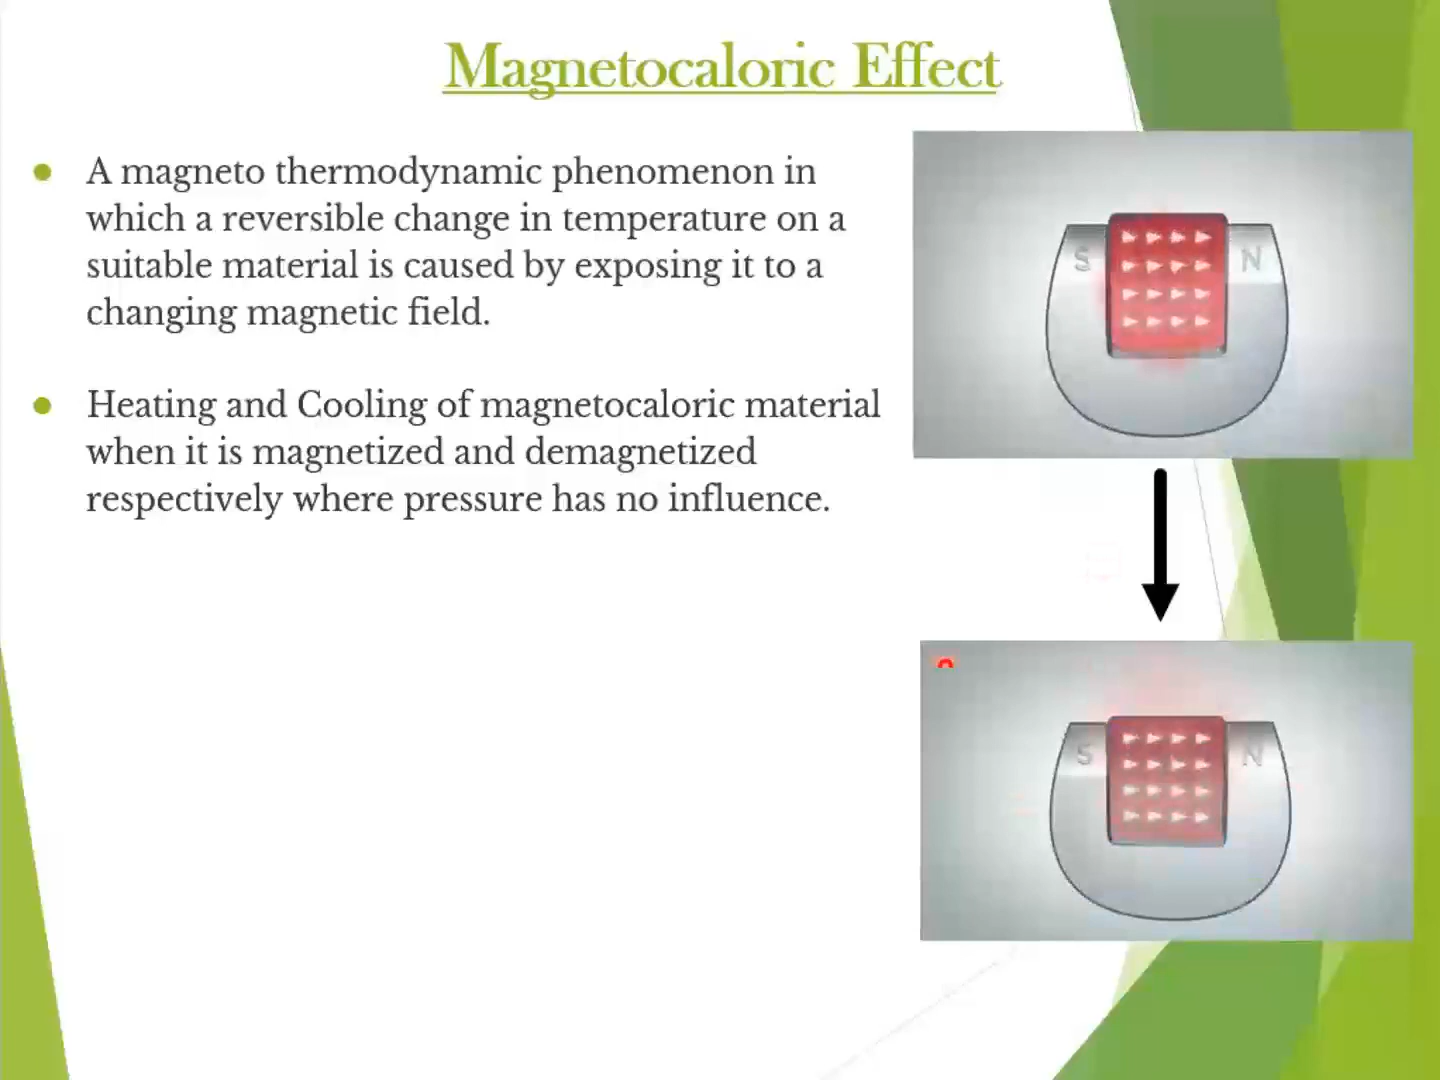 Magnetocaloric Effect
A magneto thermodynamic phenomenon in
which a reversible change in temperature on a
suitable material is caused by exposing it to a
changing magnetic field.
Heating and Cooling of magnetocaloric material
when it is magnetized and demagnetized
respectively where pressure has no influence.
S N
S N